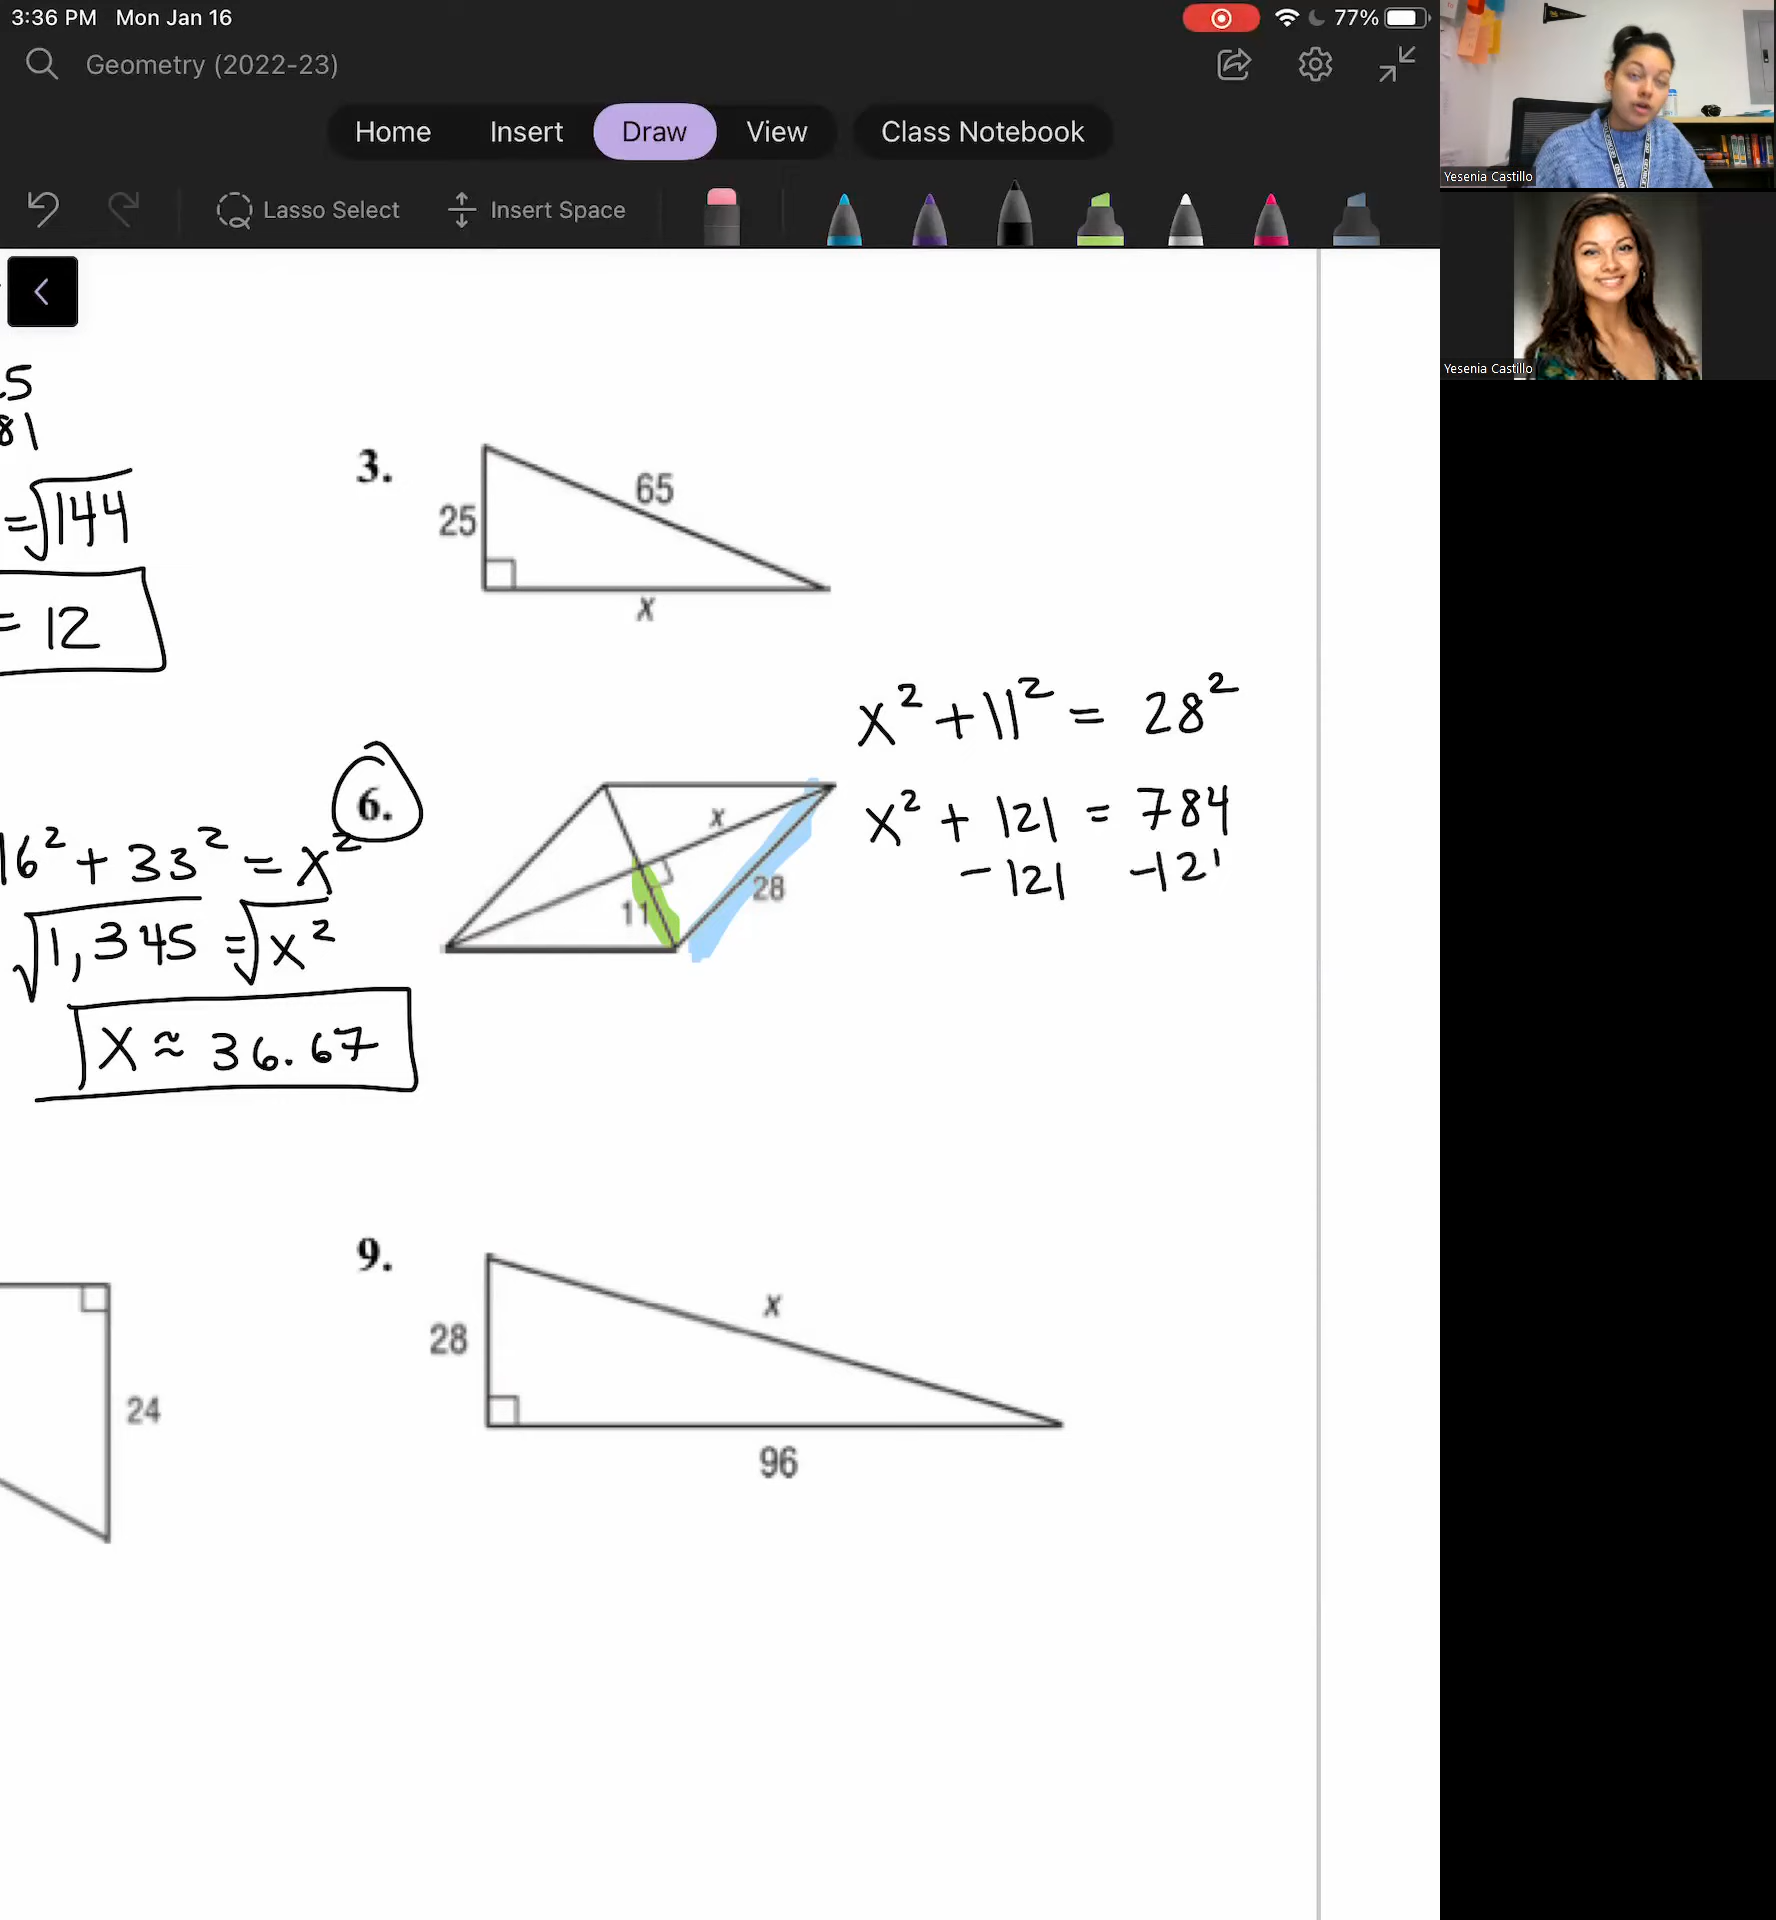 3:36 PM Mon Jan 16
77%
Geometry (2022-23)
Home Insert Draw View Class Notebook
Lasso Select Insert Space
Yesenia Castillo
Yesenia Castillo
5
81
=√144
= 12
3.
65
25
x
x² + 11² = 28²
x² + 121 = 784
-121 -121
6.
x
28
11
16² + 33² = x²
√1,345 = √x²
x ≈ 36.67
9.
x
28
96
24